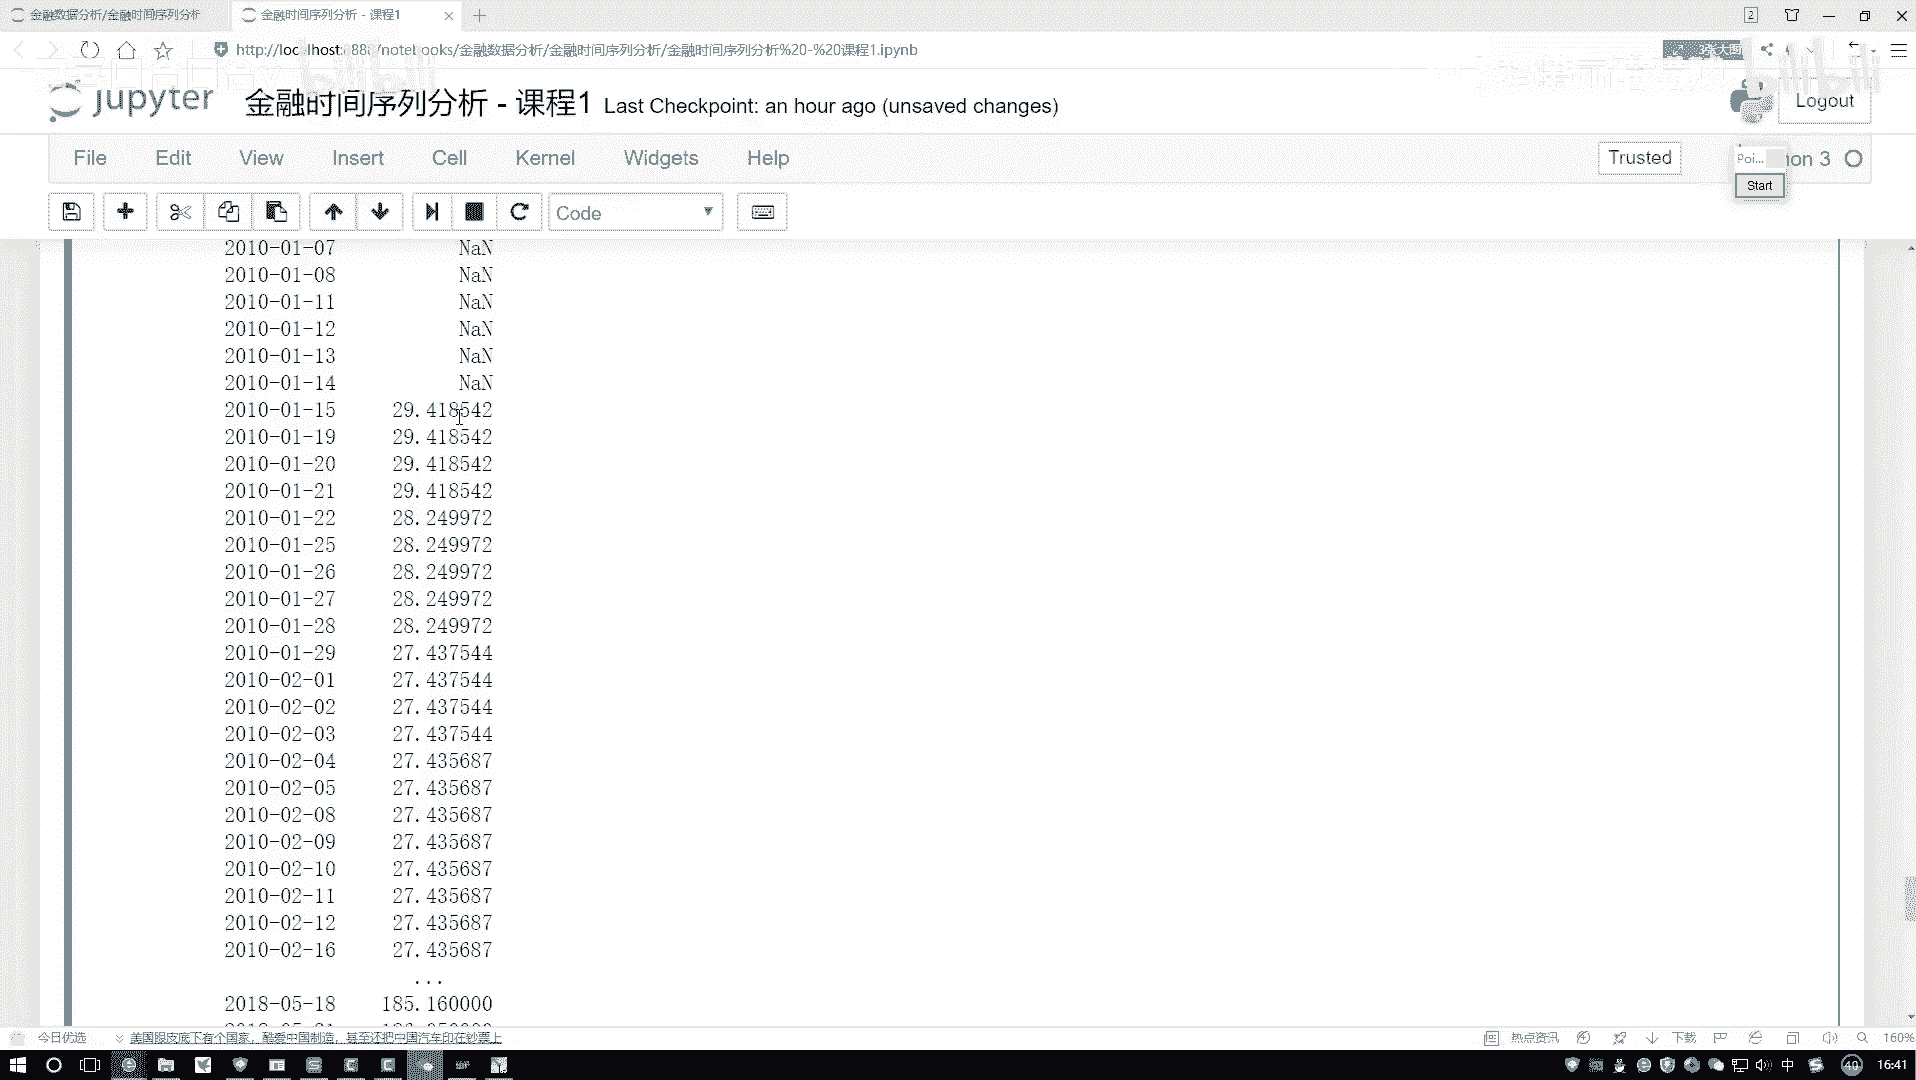 金融数据分析/金融时间序列分析
金融时间序列分析 - 课程1
2
http://localhost:888/notebooks/金融数据分析/金融时间序列分析/金融时间序列分析%20-%20课程1.ipynb
bilibili
bilibili
jupyter
金融时间序列分析 - 课程1 Last Checkpoint: an hour ago (unsaved changes)
Logout
File Edit View Insert Cell Kernel Widgets Help
Trusted
Poi...
hon 3
Start
Code
2010-01-07 NaN
2010-01-08 NaN
2010-01-11 NaN
2010-01-12 NaN
2010-01-13 NaN
2010-01-14 NaN
2010-01-15 29.418542
2010-01-19 29.418542
2010-01-20 29.418542
2010-01-21 29.418542
2010-01-22 28.249972
2010-01-25 28.249972
2010-01-26 28.249972
2010-01-27 28.249972
2010-01-28 28.249972
2010-01-29 27.437544
2010-02-01 27.437544
2010-02-02 27.437544
2010-02-03 27.437544
2010-02-04 27.435687
2010-02-05 27.435687
2010-02-08 27.435687
2010-02-09 27.435687
2010-02-10 27.435687
2010-02-11 27.435687
2010-02-12 27.435687
2010-02-16 27.435687
...
2018-05-18 185.160000
今日优选
美国眼皮底下有个国家，酷爱中国制造，甚至还把中国汽车印在钞票上
热点资讯
下载
160%
中
40
16:41